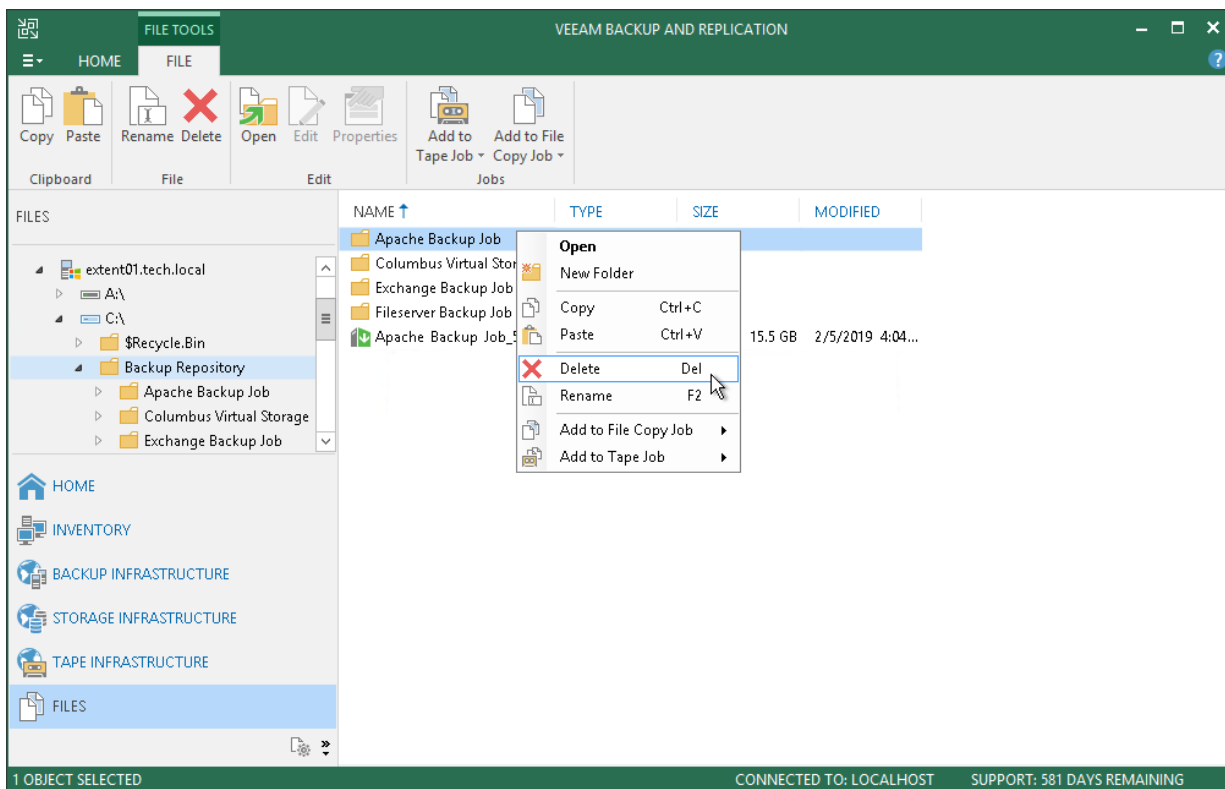 FILE TOOLS
VEEAM BACKUP AND REPLICATION
HOME
FILE
Copy
Paste
Rename
Delete
Open
Edit
Properties
Add to
Tape Job
Add to File
Copy Job
Clipboard
File
Edit
Jobs
FILES
extent01.tech.local
A:\
C:\
$Recycle.Bin
Backup Repository
Apache Backup Job
Columbus Virtual Storage
Exchange Backup Job
HOME
INVENTORY
BACKUP INFRASTRUCTURE
STORAGE INFRASTRUCTURE
TAPE INFRASTRUCTURE
FILES
NAME
TYPE
SIZE
MODIFIED
Apache Backup Job
Columbus Virtual Stor
Exchange Backup Job
Fileserver Backup Job
Apache Backup Job_5 15.5 GB 2/5/2019 4:04...
Open
New Folder
Copy Ctrl+C
Paste Ctrl+V
Delete Del
Rename F2
Add to File Copy Job
Add to Tape Job
1 OBJECT SELECTED
CONNECTED TO: LOCALHOST
SUPPORT: 581 DAYS REMAINING